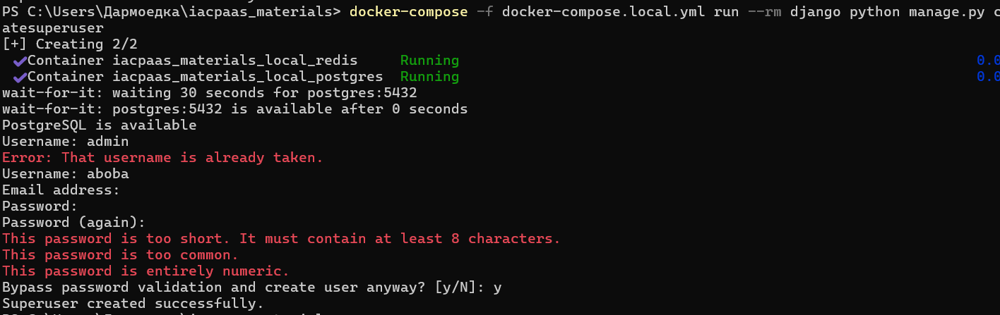 PS C:\Users\Дармоедка\iacpaas_materials> docker-compose -f docker-compose.local.yml run --rm django python manage.py c
atesuperuser
[+] Creating 2/2
✔Container iacpaas_materials_local_redis Running 0.0
✔Container iacpaas_materials_local_postgres Running 0.0
wait-for-it: waiting 30 seconds for postgres:5432
wait-for-it: postgres:5432 is available after 0 seconds
PostgreSQL is available
Username: admin
Error: That username is already taken.
Username: aboba
Email address:
Password:
Password (again):
This password is too short. It must contain at least 8 characters.
This password is too common.
This password is entirely numeric.
Bypass password validation and create user anyway? [y/N]: y
Superuser created successfully.